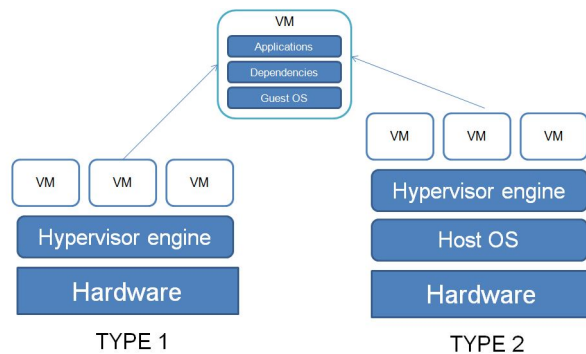 VM
Applications
Dependencies
Guest OS
VM VM VM
Hypervisor engine
Hardware
TYPE 1
VM VM VM
Hypervisor engine
Host OS
Hardware
TYPE 2